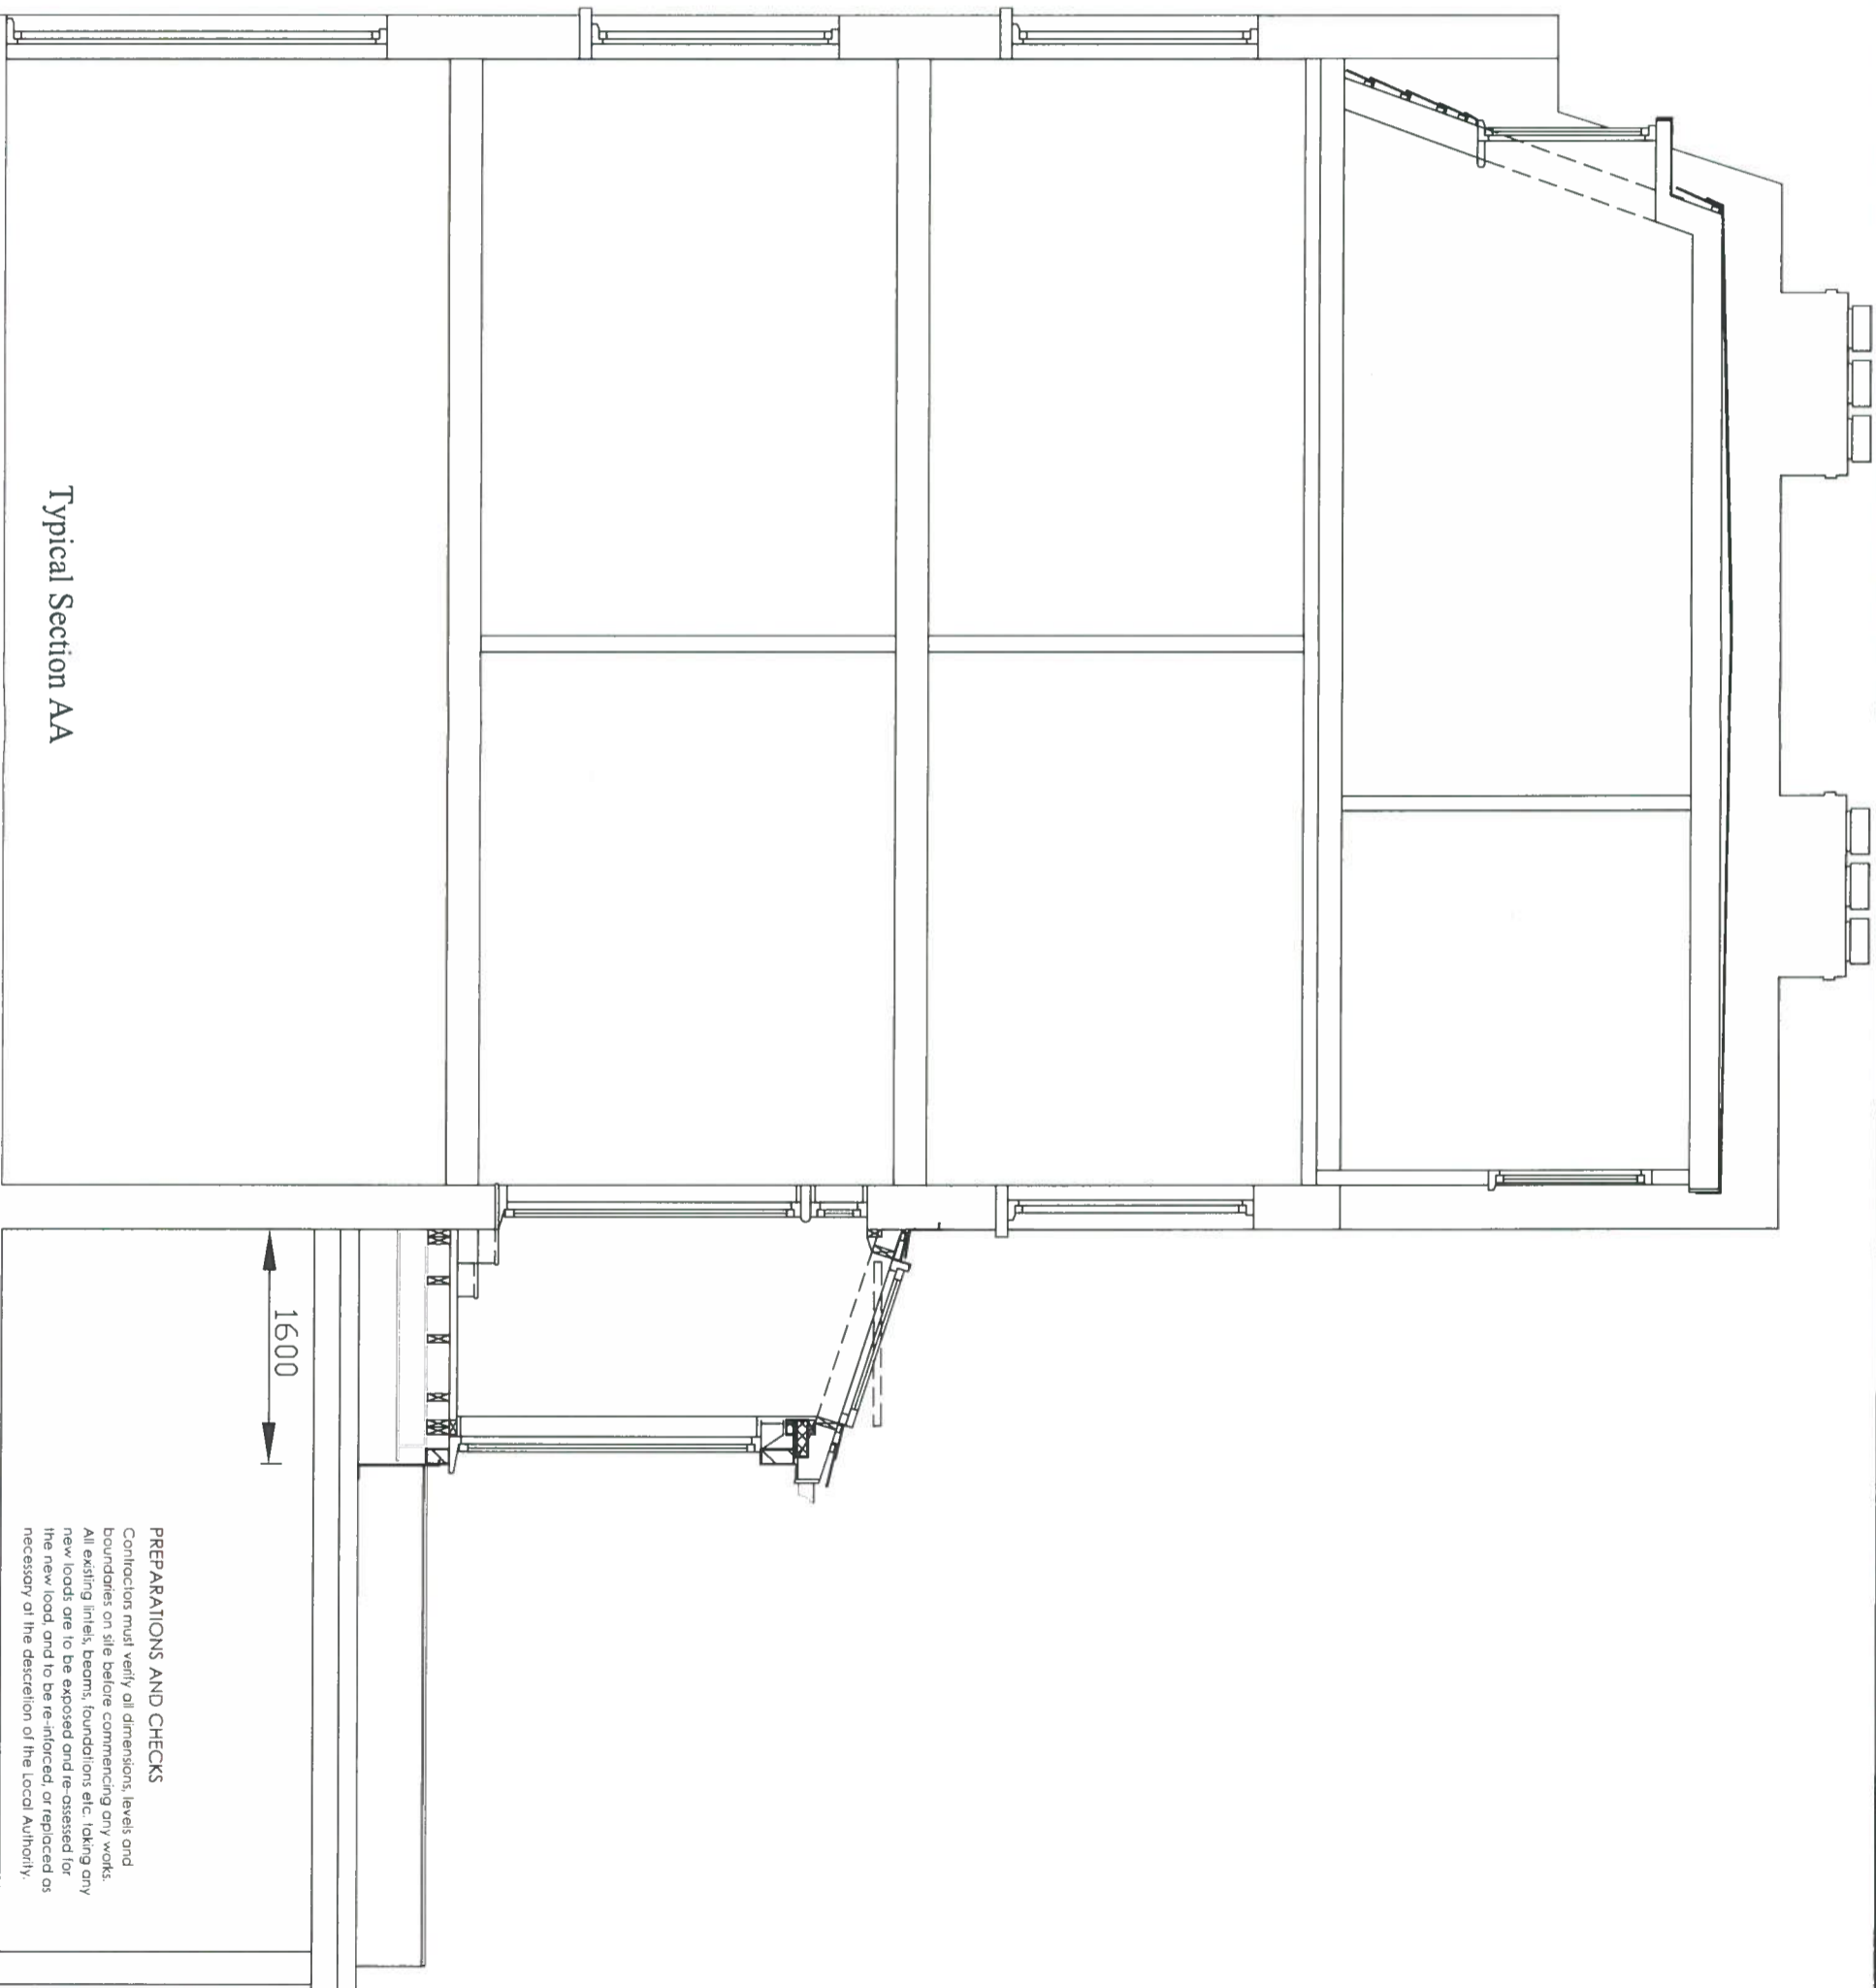 Typical Section AA
1600
PREPARATIONS AND CHECKS
Contractors must verify all dimensions, levels and
boundaries on site before commencing any works.
All existing lintels, beams, foundations etc. taking any
new loads are to be exposed and re-assessed for
the new load, and to be re-inforced, or replaced as
necessary at the descretion of the Local Authority.